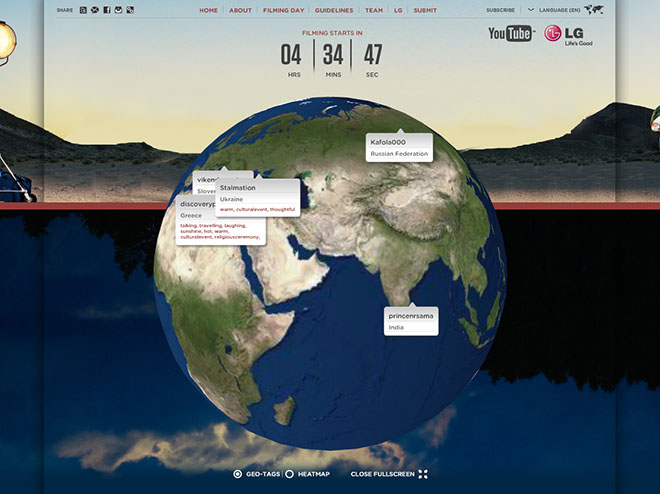 SHARE
HOME ABOUT FILMING DAY GUIDELINES TEAM LG SUBMIT
SUBSCRIBE LANGUAGE (EN)
FILMING STARTS IN
04 34 47
HRS MINS SEC
YouTube
LG
Life's Good
Kafola000
Russian Federation
Stalmation
Ukraine
warm, culturalevent, thoughtful
Greece
talking, travelling, laughing,
sunshine, hot, warm,
culturalevent, religiousceremony,
princenrsama
India
GEO-TAGS HEATMAP CLOSE FULLSCREEN